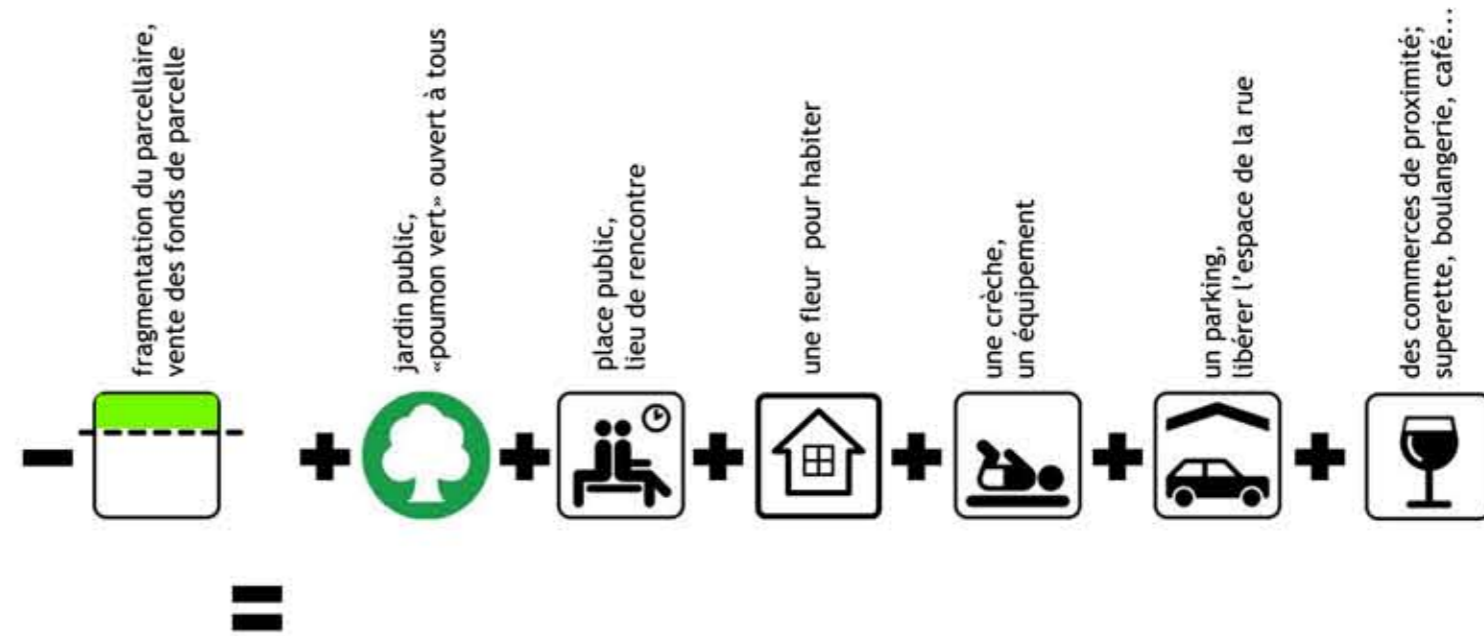 fragmentation du parcellaire,
vente des fonds de parcelle
jardin public,
«poumon vert» ouvert à tous
place public,
lieu de rencontre
une fleur pour habiter
une crèche,
un équipement
un parking,
libérer l'espace de la rue
des commerces de proximité;
superette, boulangerie, café...